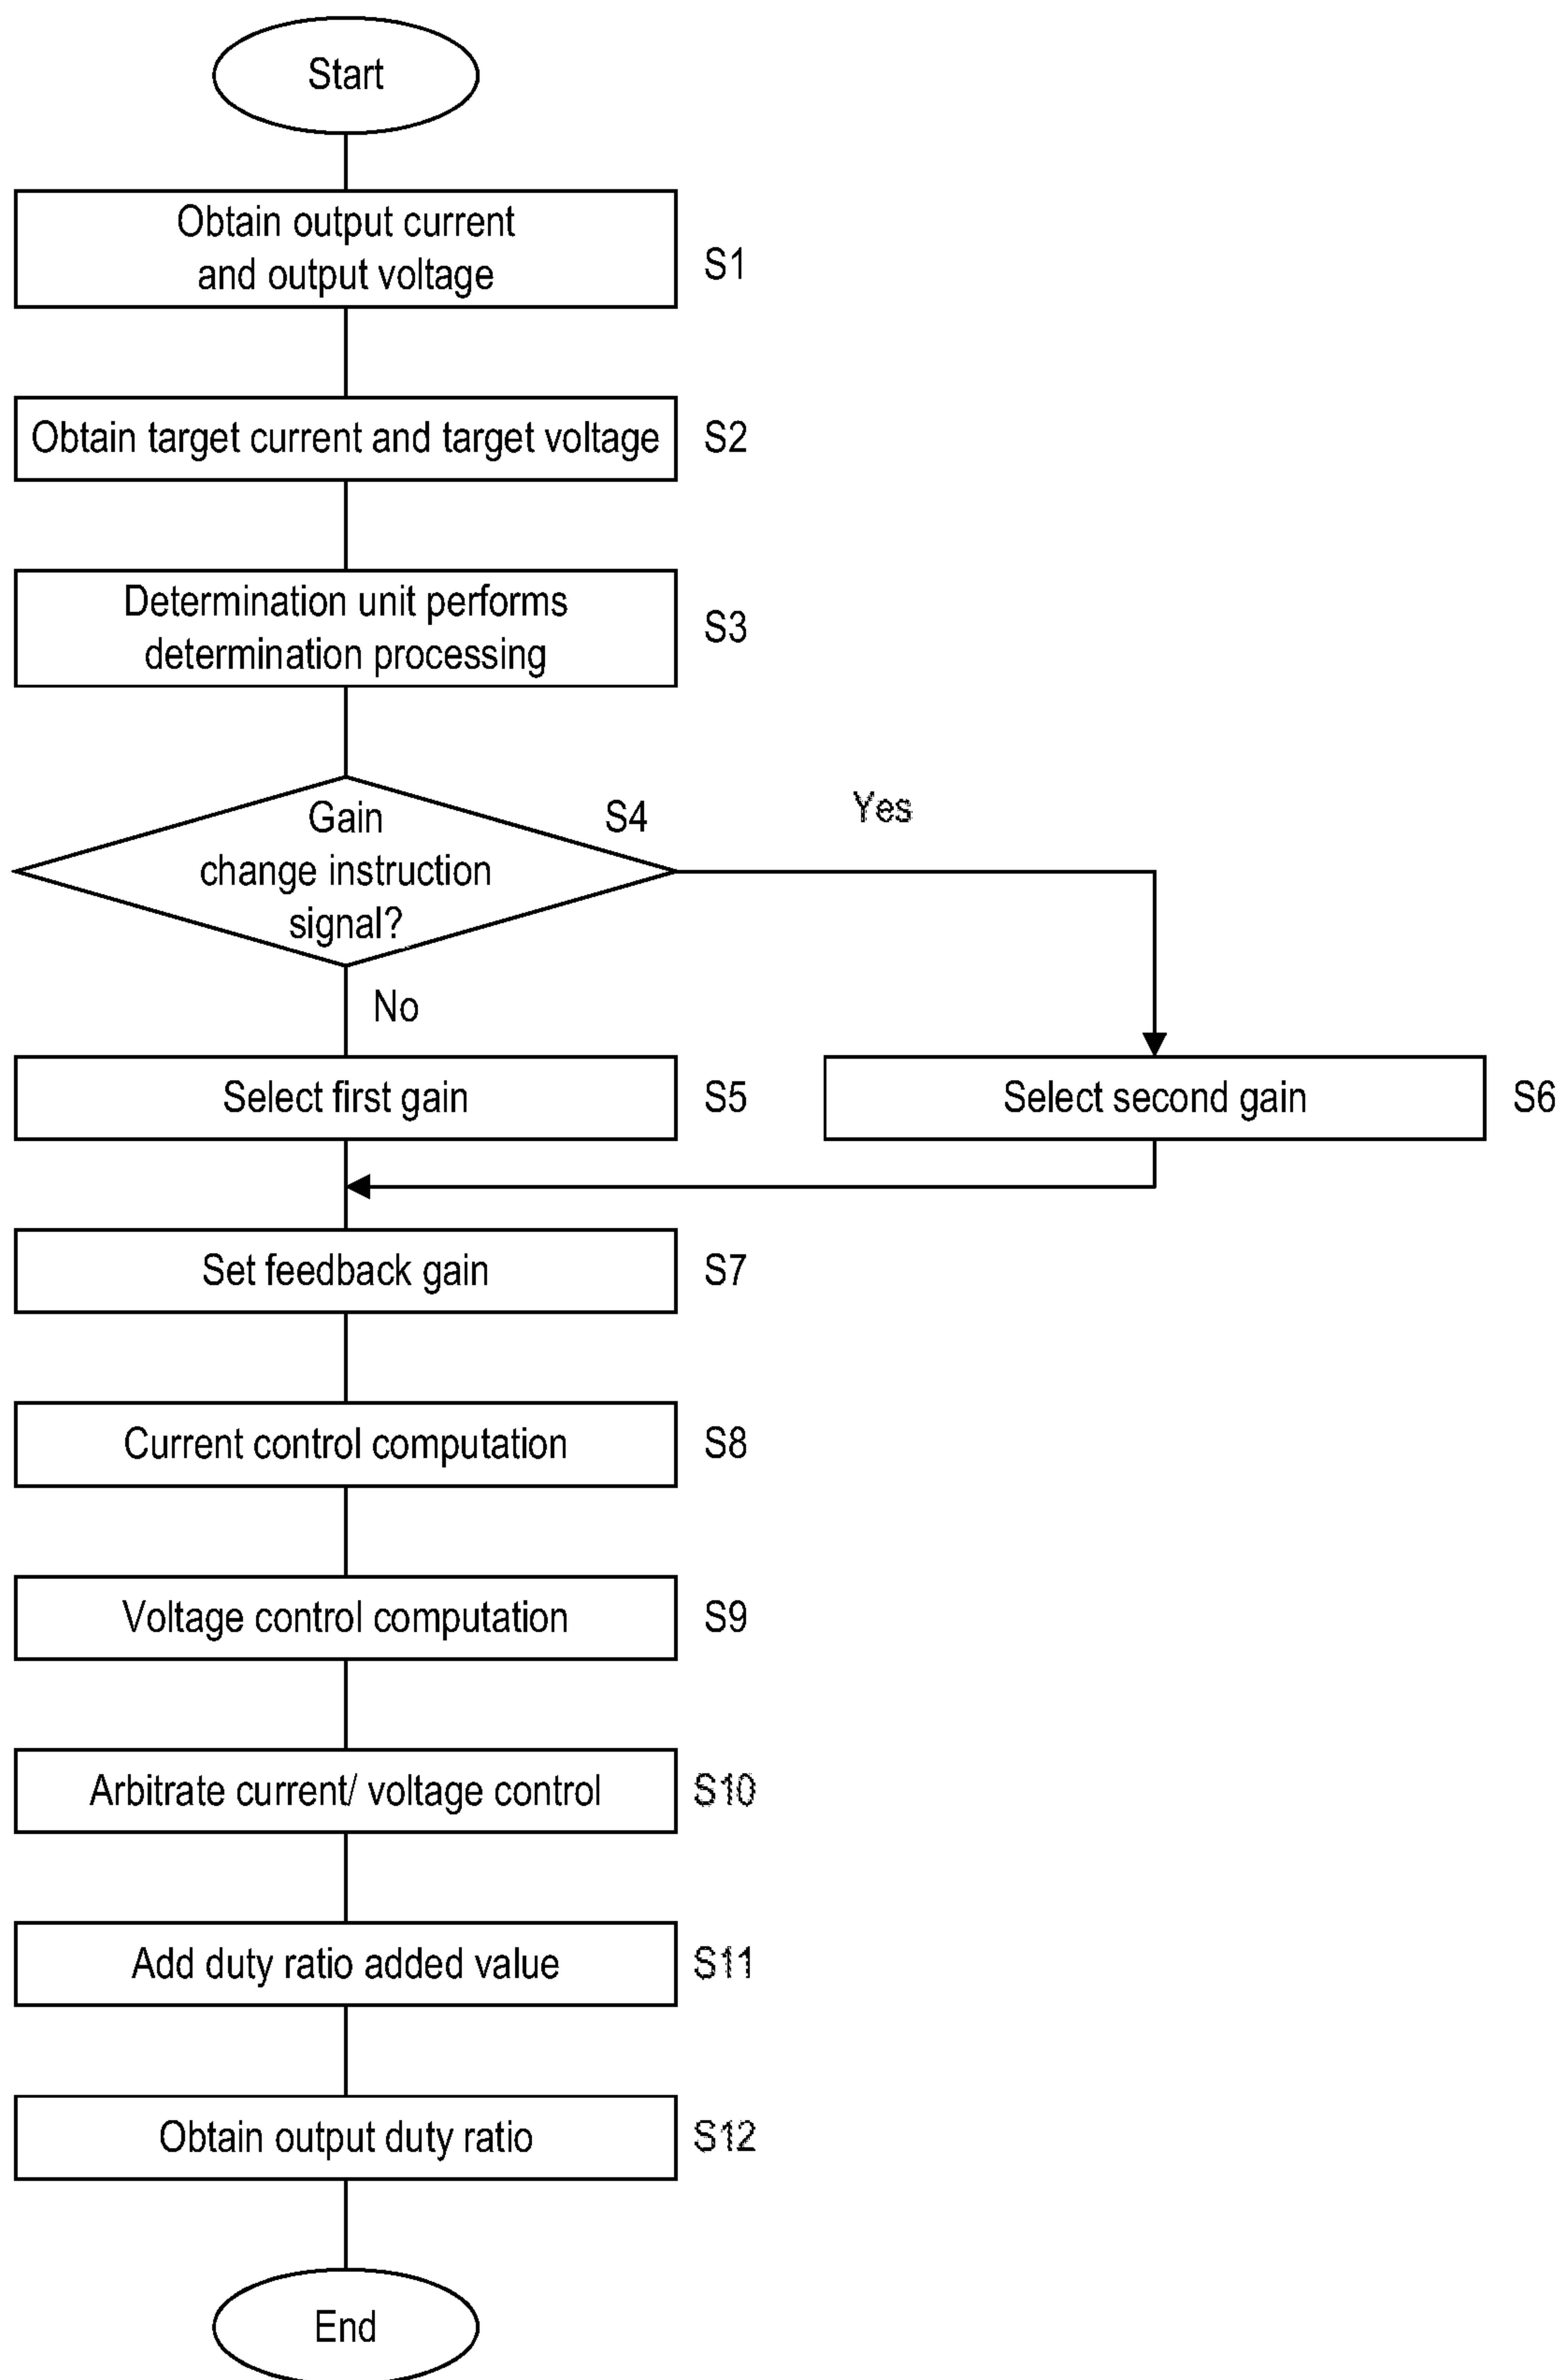 Start
Obtain output current
and output voltage
S1
Obtain target current and target voltage
S2
Determination unit performs
determination processing
S3
Gain
change instruction
signal?
S4
Yes
No
Select first gain
S5
Select second gain
S6
Set feedback gain
S7
Current control computation
S8
Voltage control computation
S9
Arbitrate current/ voltage control
S10
Add duty ratio added value
S11
Obtain output duty ratio
S12
End